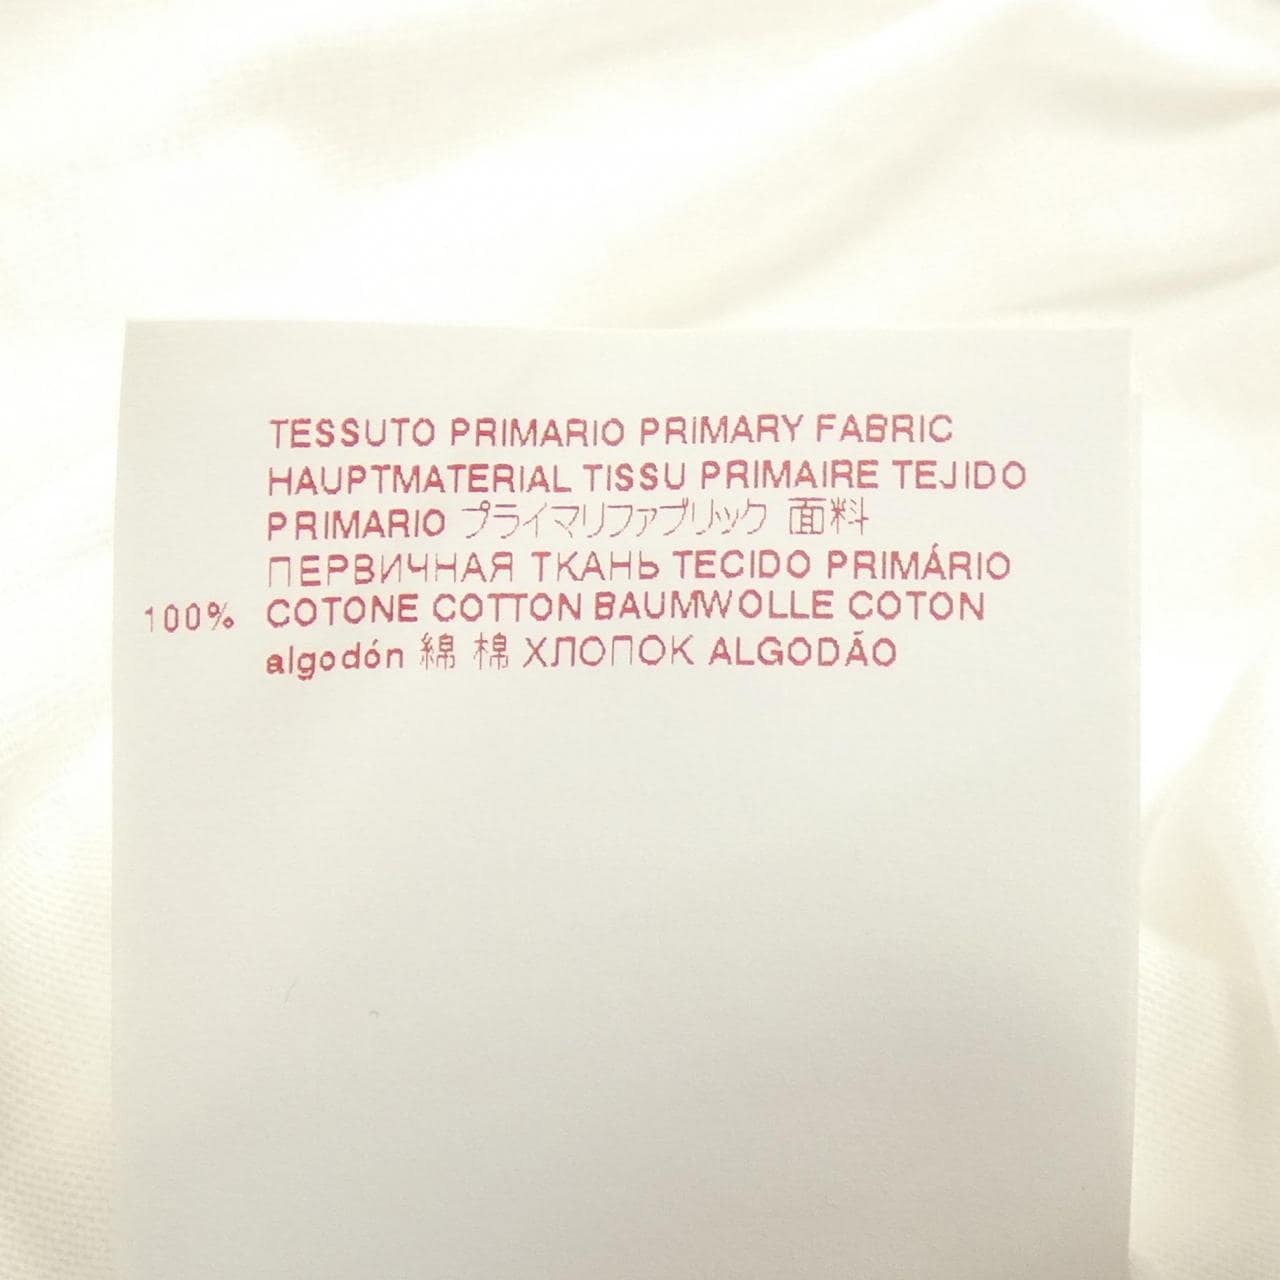 TESSUTO PRIMARIO PRIMARY FABRIC
HAUPTMATERIAL TISSU PRIMAIRE TEJIDO
PRIMARIO プライマリファブリック 面料
ПЕРВИЧНАЯ ТКАНЬ TECIDO PRIMÁRIO
100% COTONE COTTON BAUMWOLLE COTON
algodón 綿 棉 ХЛОПОК ALGODÃO